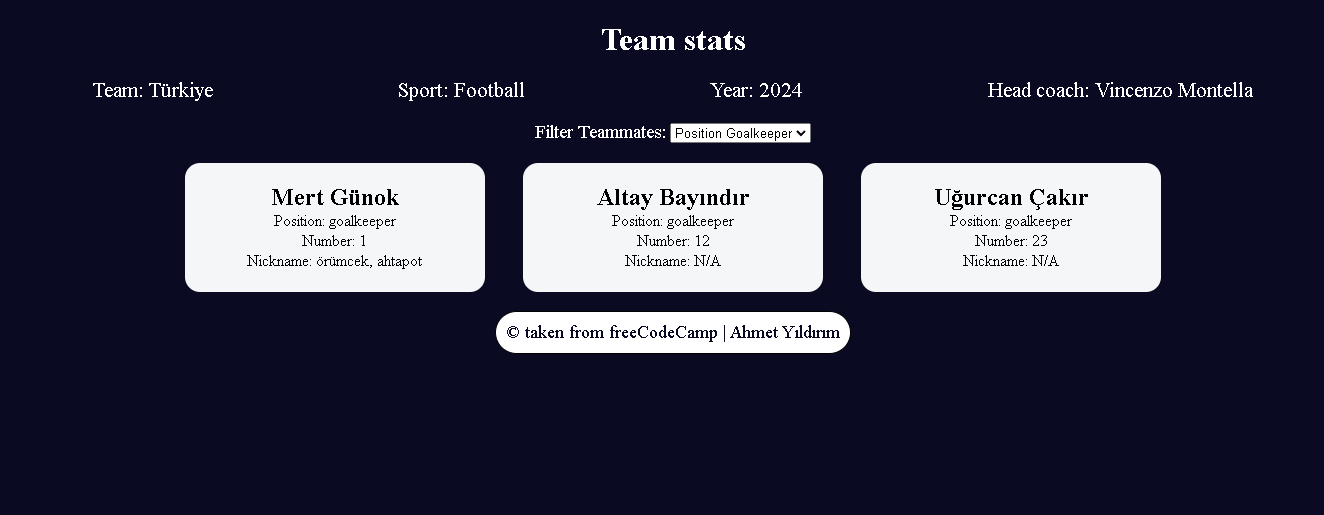 Team stats
Team: Türkiye Sport: Football Year: 2024 Head coach: Vincenzo Montella
Filter Teammates: Position Goalkeeper
Mert Günok
Position: goalkeeper
Number: 1
Nickname: örümcek, ahtapot
Altay Bayındır
Position: goalkeeper
Number: 12
Nickname: N/A
Uğurcan Çakır
Position: goalkeeper
Number: 23
Nickname: N/A
© taken from freeCodeCamp | Ahmet Yıldırım